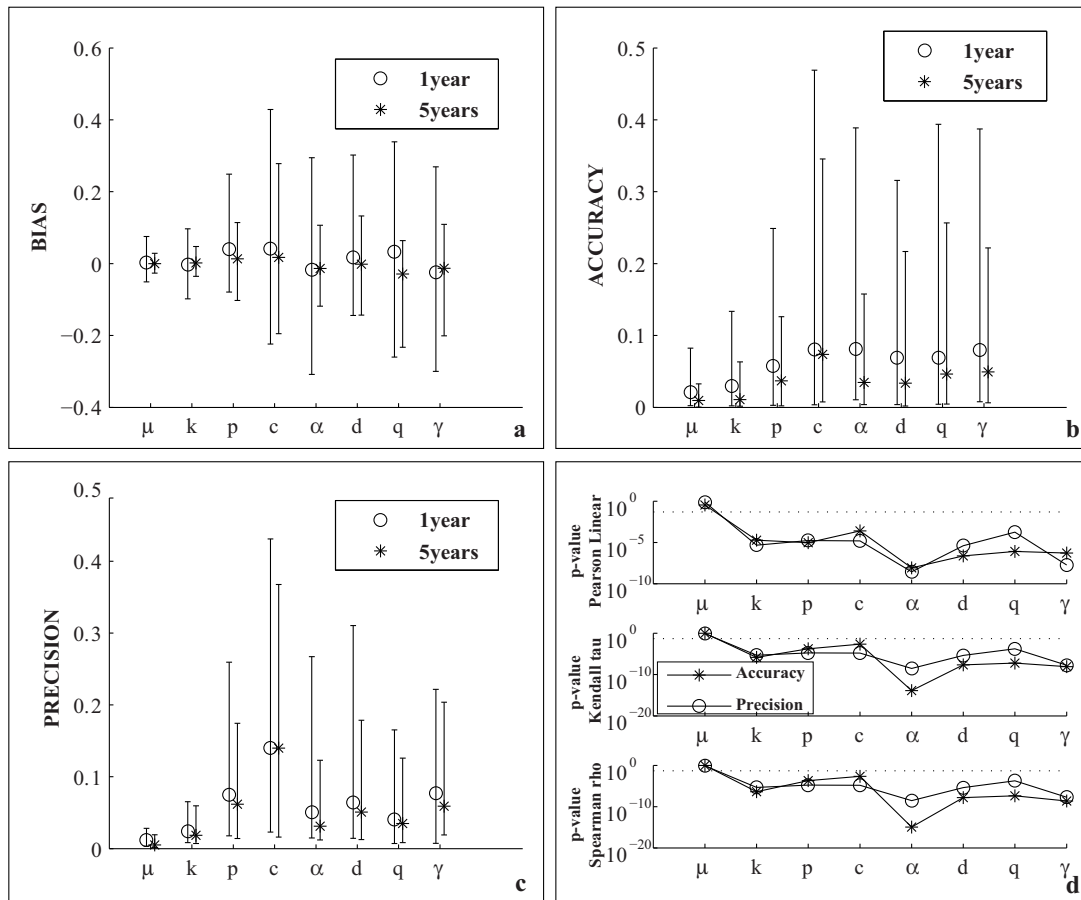 0.6
0.4
0.2
0
−0.2
−0.4
BIAS
1year
5years
μ k p c α d q γ
a
0.5
0.4
0.3
0.2
0.1
0
ACCURACY
1year
5years
μ k p c α d q γ
b
0.5
0.4
0.3
0.2
0.1
0
PRECISION
1year
5years
μ k p c α d q γ
c
10^0
10^−5
10^−10
p-value
Pearson Linear
μ k p c α d q γ
10^0
10^−10
10^−20
p-value
Kendall tau
Accuracy
Precision
μ k p c α d q γ
10^0
10^−10
10^−20
p-value
Spearman rho
μ k p c α d q γ
d